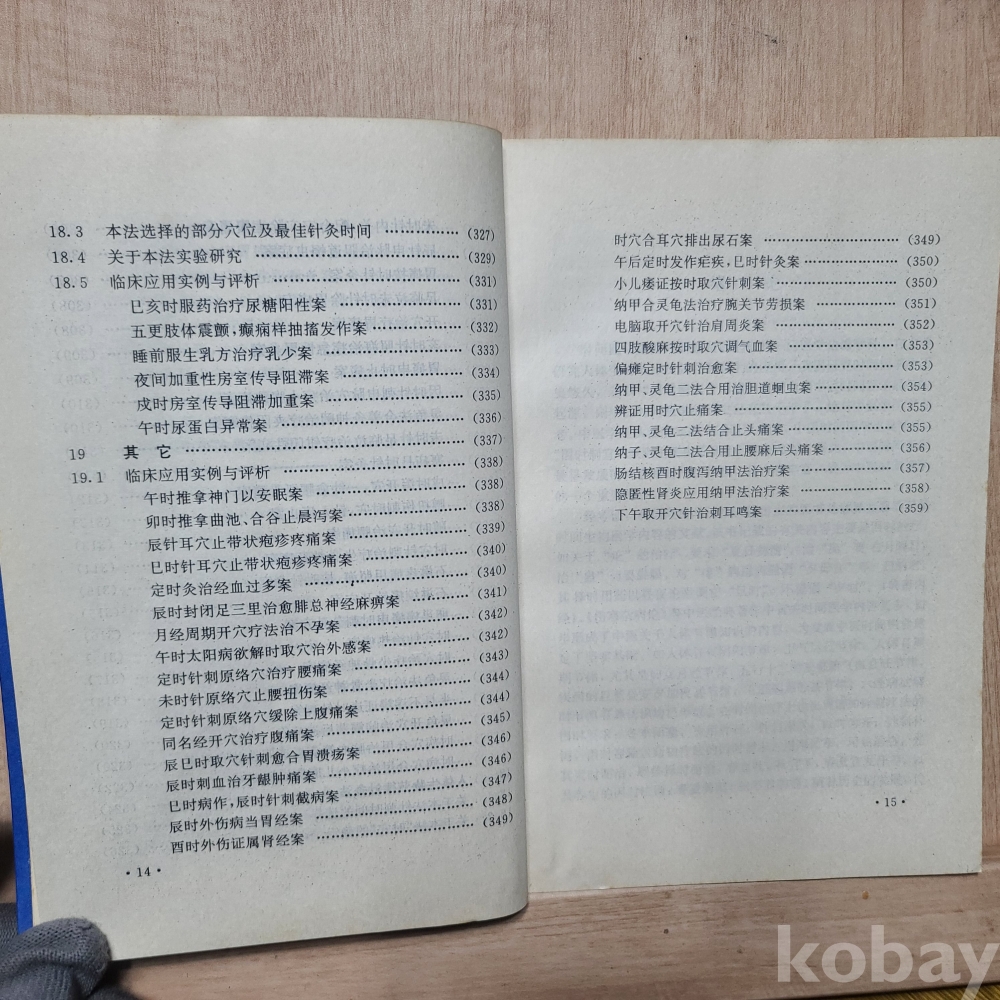 18.3 本法选择的部分穴位及最佳针灸时间 ………… (327)
18.4 关于本法实验研究 ………… (329)
18.5 临床应用实例与评析 ………… (331)
巳亥时服药治疗尿糖阳性案 ………… (331)
五更肢体震颤,癫痫样抽搐发作案 ………… (332)
睡前服生乳方治疗乳少案 ………… (333)
夜间加重性房室传导阻滞案 ………… (334)
戌时房室传导阻滞加重案 ………… (335)
午时尿蛋白异常案 ………… (336)
19 其它 ………… (337)
19.1 临床应用实例与评析 ………… (338)
午时推拿神门以安眠案 ………… (338)
卯时推拿曲池、合谷止晨泻案 ………… (339)
辰针耳穴止带状疱疹疼痛案 ………… (340)
巳时针耳穴止带状疱疹疼痛案 ………… (340)
定时灸治经血过多案 ………… (341)
辰时封闭足三里治愈腓总神经麻痹案 ………… (342)
月经周期开穴疗法治不孕案 ………… (342)
午时太阳病欲解时取穴治外感案 ………… (343)
定时针刺原络穴治疗腰痛案 ………… (344)
未时针原络穴止腰扭伤案 ………… (344)
定时针刺原络穴缓除上腹痛案 ………… (345)
同名经开穴治疗腹痛案 ………… (346)
辰巳时取穴针刺愈合胃溃疡案 ………… (346)
辰时刺血治牙龈肿痛案 ………… (347)
巳时病作,辰时针刺截病案 ………… (348)
辰时外伤病当胃经案 ………… (349)
酉时外伤证属肾经案
·14·
时穴合耳穴排出尿石案 ………… (349)
午后定时发作疟疾,巳时针灸案 ………… (350)
小儿痿证按时取穴针刺案 ………… (350)
纳甲合灵龟法治疗腕关节劳损案 ………… (351)
电脑取开穴针治肩周炎案 ………… (352)
四肢酸麻按时取穴调气血案 ………… (353)
偏瘫定时针刺治愈案 ………… (353)
纳甲、灵龟二法合用治胆道蛔虫案 ………… (354)
辨证用时穴止痛案 ………… (355)
纳甲、灵龟二法结合止头痛案 ………… (355)
纳子、灵龟二法合用止腰麻后头痛案 ………… (356)
肠结核酉时腹泻纳甲法治疗案 ………… (357)
隐匿性肾炎应用纳甲法治疗案 ………… (358)
下午取开穴针治刺耳鸣案 ………… (359)
·15·
kobay